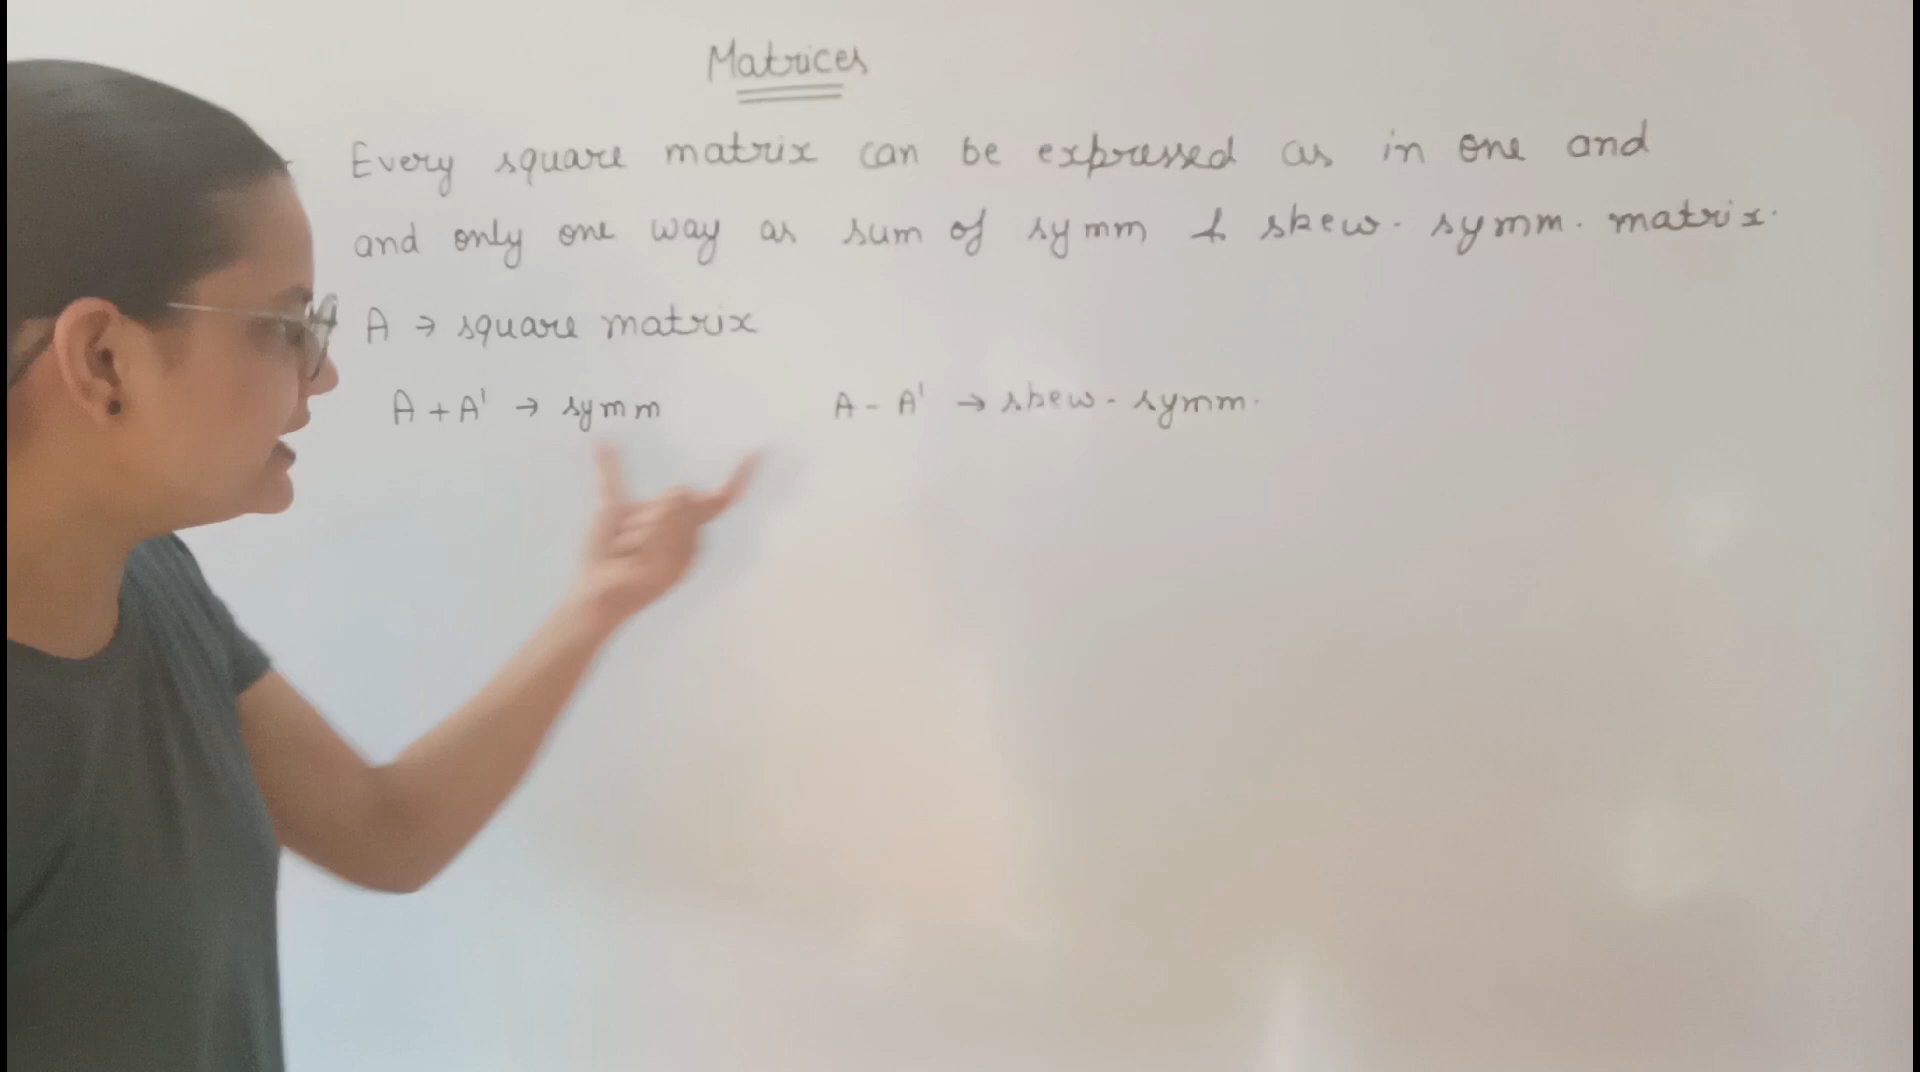 Matrices
Every square matrix can be expressed as in one and
and only one way as sum of symm & skew-symm. matrix.
A → square matrix
A + A' → symm A - A' → skew-symm.